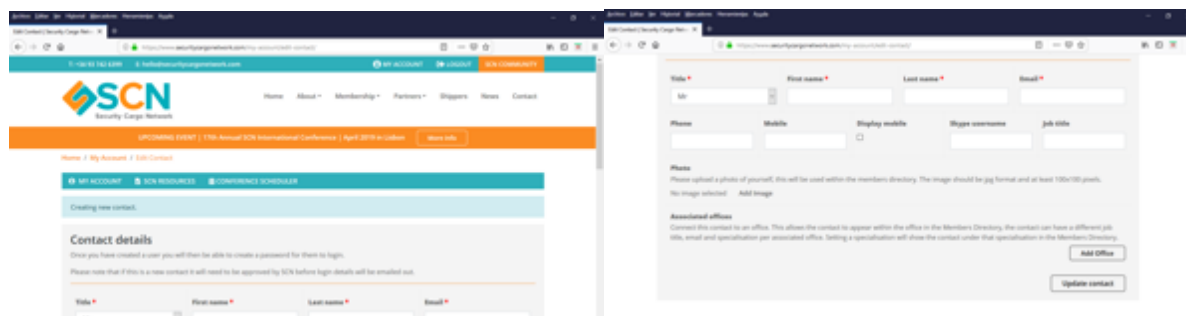 Archivo Editar Ver Historial Marcadores Herramientas Ayuda
Edit Contact | Security Cargo Net
https://www.securitycargonetwork.com/my-account/edit-contact/
hello@securitycargonetwork.com
MY ACCOUNT LOGOUT SCN COMMUNITY
SCN
Security Cargo Network
Home About Membership Partners Shippers News Contact
UPCOMING EVENT | 17th Annual SCN International Conference | April 2019 in Lisbon More info
Home / My Account / Edit Contact
MY ACCOUNT SCN RESOURCES CONFERENCE SCHEDULER
Creating new contact.
Contact details
Once you have created a user you will then be able to create a password for them to login.
Please note that if this is a new contact it will need to be approved by SCN before login details will be emailed out.
Title * First name * Last name * Email *
Archivo Editar Ver Historial Marcadores Herramientas Ayuda
Edit Contact | Security Cargo Net
https://www.securitycargonetwork.com/my-account/edit-contact/
Title * First name * Last name * Email *
Mr
Phone Mobile Display mobile Skype username Job title
Photo
Please upload a photo of yourself, this will be used within the members directory. The image should be jpg format and at least 100x100 pixels.
No image selected Add Image
Associated offices
Connect this contact to an office. This allows the contact to appear within the office in the Members Directory, the contact can have a different job
title, email and specialisation per associated office. Setting a specialisation will show the contact under that specialisation in the Members Directory.
Add Office
Update contact